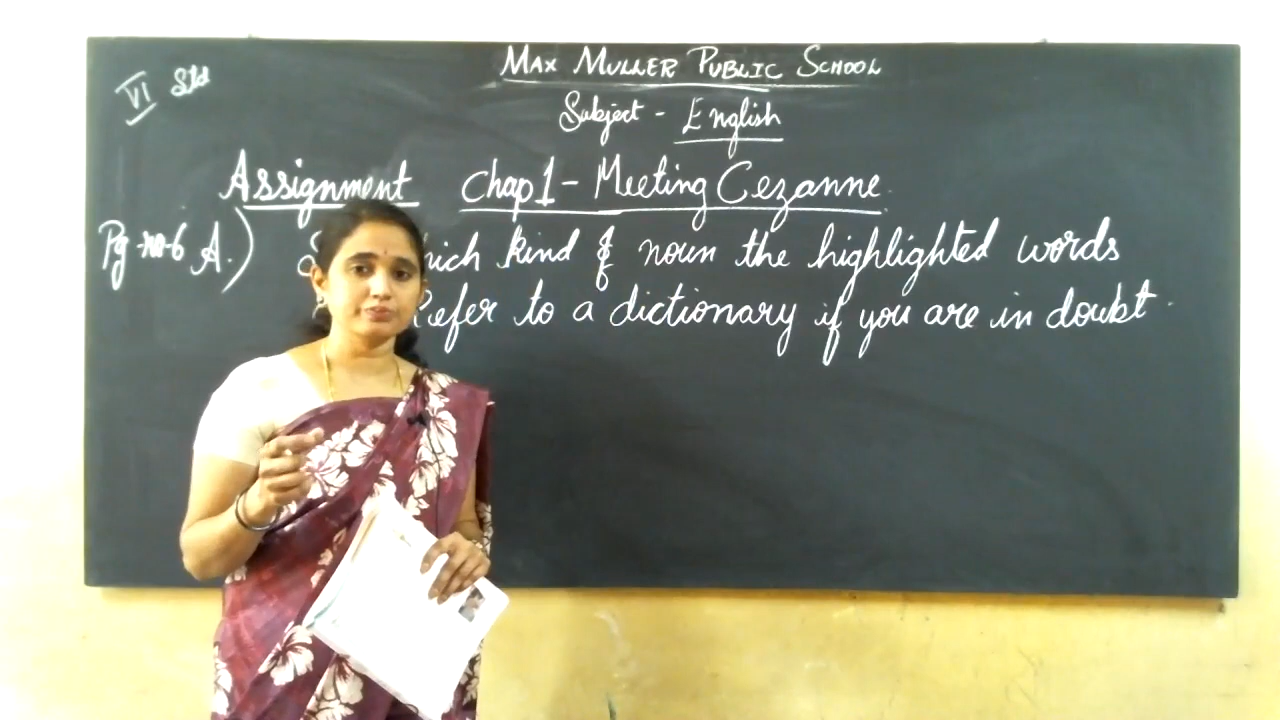 VI Std
MAX MULLER PUBLIC SCHOOL
Subject - English
Assignment Chap 1 - Meeting Cezanne
Pg-no-6 A.) kind of noun the highlighted words
Refer to a dictionary if you are in doubt.